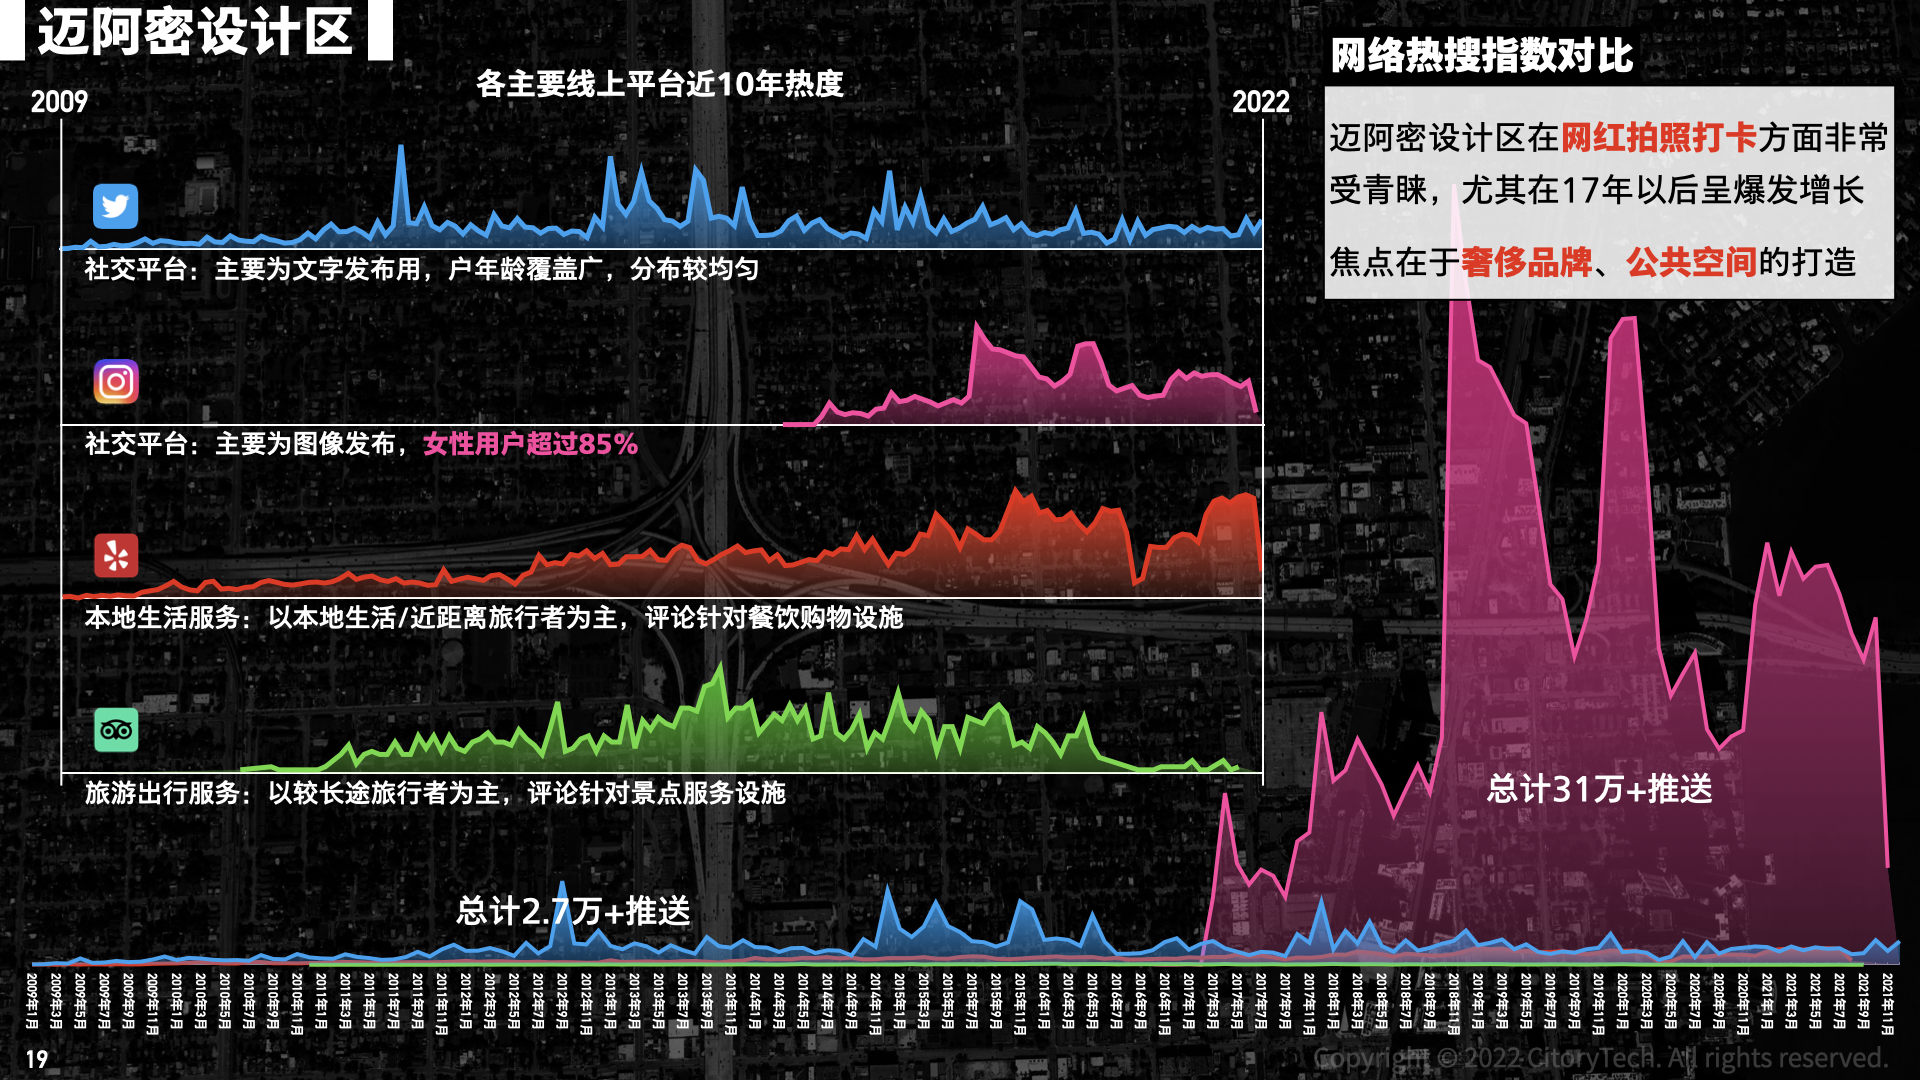 迈阿密设计区
各主要线上平台近10年热度
2009
2022
社交平台：主要为文字发布用，户年龄覆盖广，分布较均匀
社交平台：主要为图像发布，女性用户超过85%
本地生活服务：以本地生活/近距离旅行者为主，评论针对餐饮购物设施
旅游出行服务：以较长途旅行者为主，评论针对景点服务设施
网络热搜指数对比
迈阿密设计区在网红拍照打卡方面非常
受青睐，尤其在17年以后呈爆发增长
焦点在于奢侈品牌、公共空间的打造
总计31万+推送
总计2.7万+推送
2009年1月
2009年3月
2009年5月
2009年7月
2009年9月
2009年11月
2010年1月
2010年3月
2010年5月
2010年7月
2010年9月
2010年11月
2011年1月
2011年3月
2011年5月
2011年7月
2011年9月
2011年11月
2012年1月
2012年3月
2012年5月
2012年7月
2012年9月
2012年11月
2013年1月
2013年3月
2013年5月
2013年7月
2013年9月
2013年11月
2014年1月
2014年3月
2014年5月
2014年7月
2014年9月
2014年11月
2015年1月
2015年3月
2015年5月
2015年7月
2015年9月
2015年11月
2016年1月
2016年3月
2016年5月
2016年7月
2016年9月
2016年11月
2017年1月
2017年3月
2017年5月
2017年7月
2017年9月
2017年11月
2018年1月
2018年3月
2018年5月
2018年7月
2018年9月
2018年11月
2019年1月
2019年3月
2019年5月
2019年7月
2019年9月
2019年11月
2020年1月
2020年3月
2020年5月
2020年7月
2020年9月
2020年11月
2021年1月
2021年3月
2021年5月
2021年7月
2021年9月
2021年11月
19
Copyright © 2022 CitoryTech. All rights reserved.